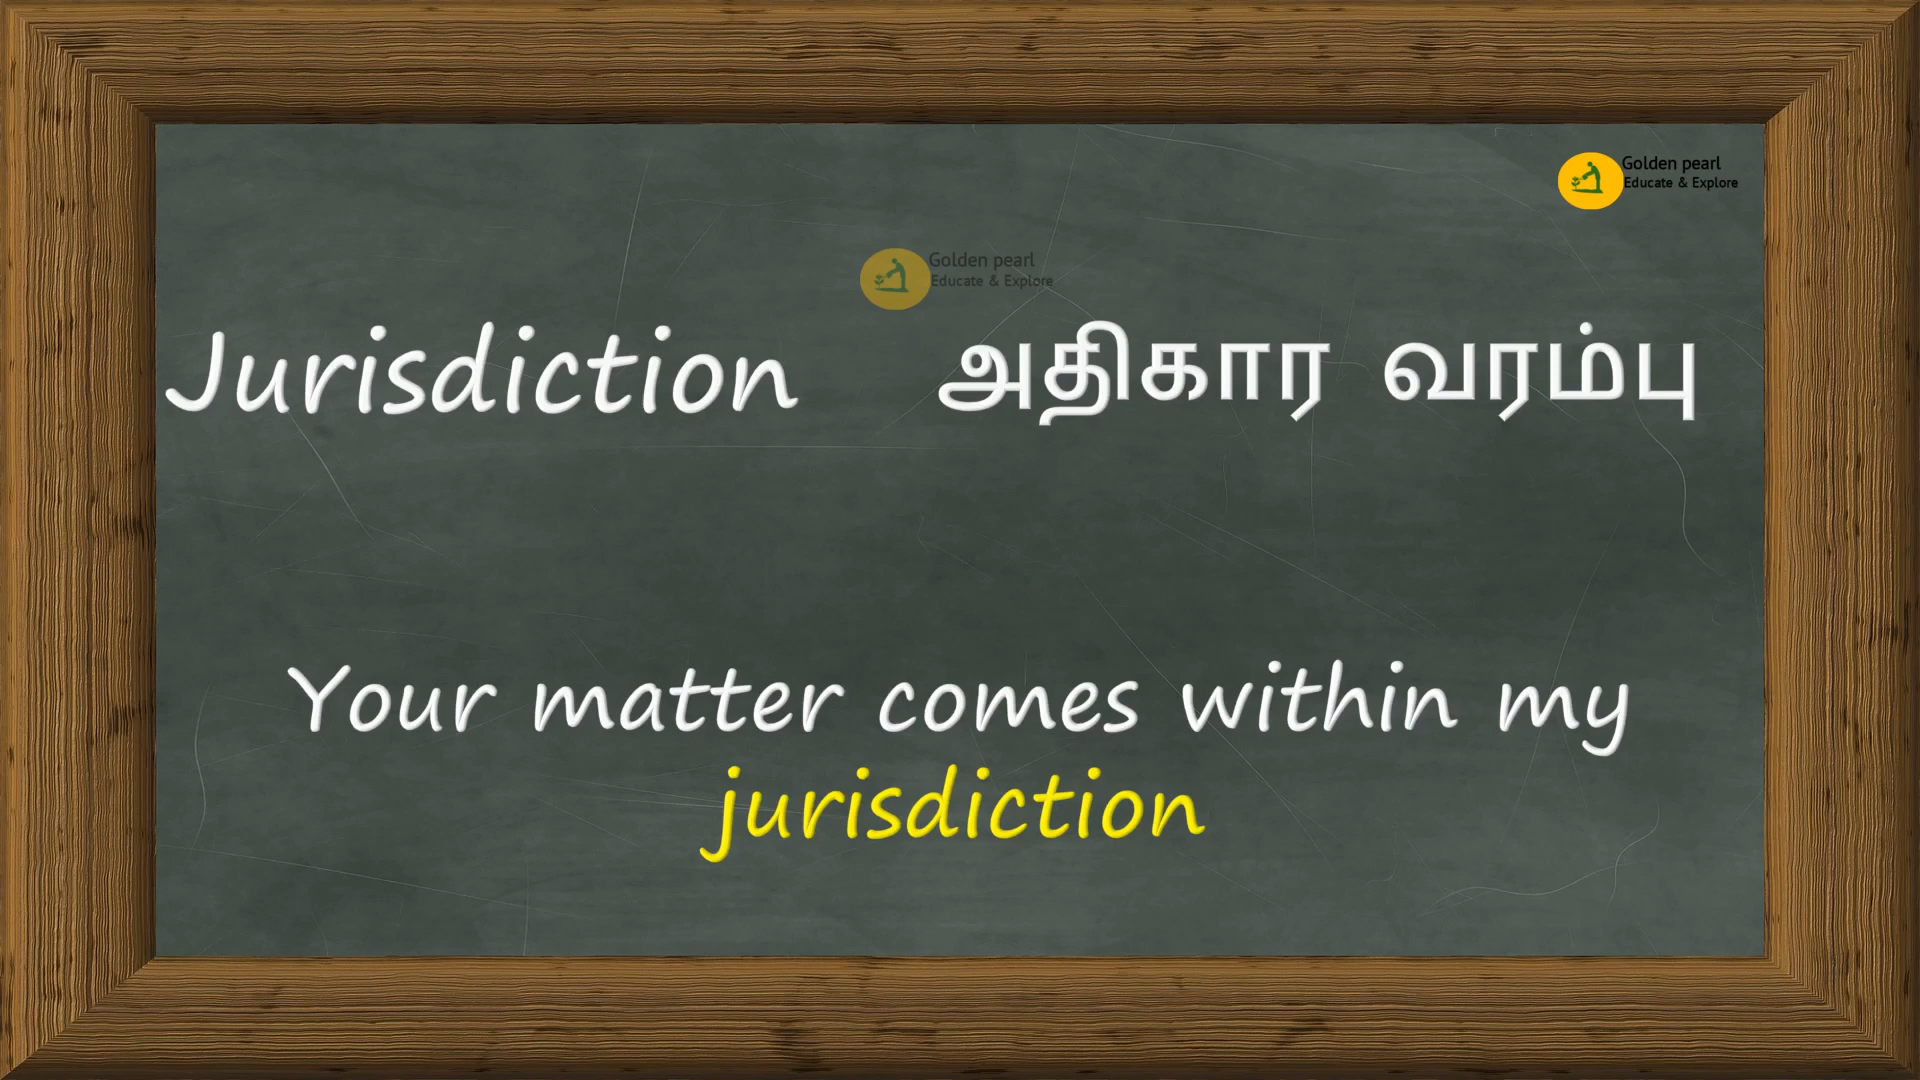 Golden pearl
Educate & Explore
Golden pearl
Educate & Explore
Jurisdiction அதிகார வரம்பு
Your matter comes within my
jurisdiction